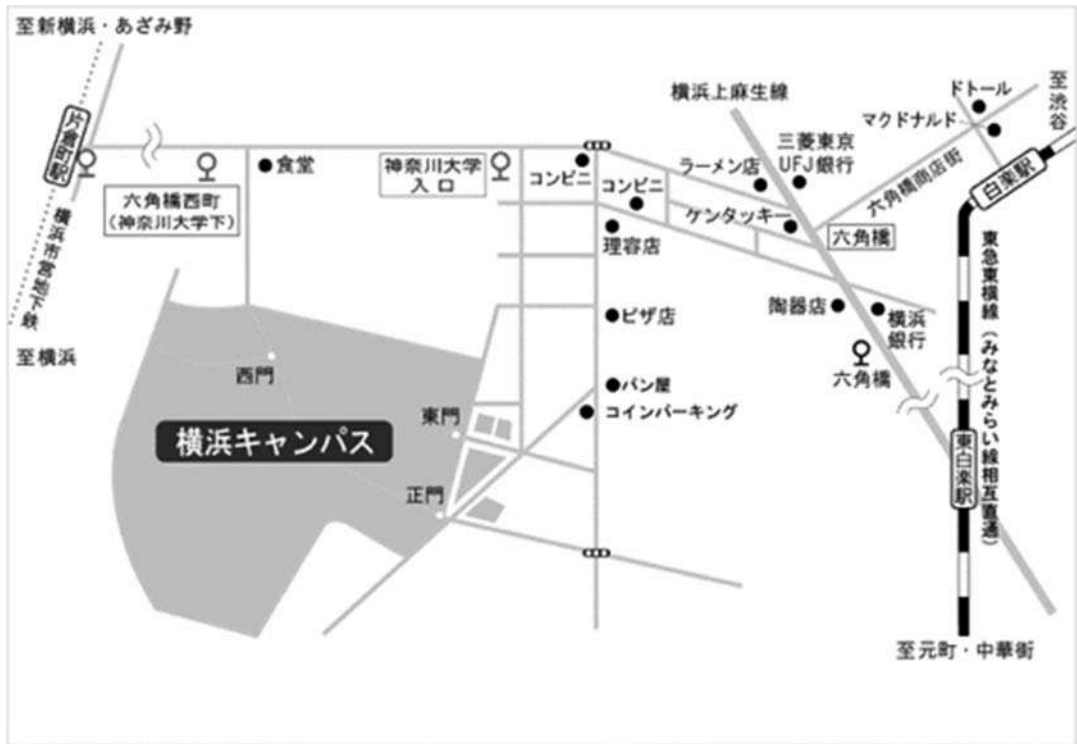 至新横浜・あざみ野
片倉町駅
横浜市営地下鉄
至横浜
六角橋西町
(神奈川大学下)
食堂
神奈川大学
入口
コンビニ
コンビニ
理容店
ピザ店
パン屋
コインパーキング
横浜上麻生線
ラーメン店
三菱東京
UFJ銀行
ケンタッキー
六角橋
陶器店
横浜
銀行
六角橋
六角橋商店街
ドトール
マクドナルド
至渋谷
白楽駅
東急東横線(みなとみらい線相互直通)
東白楽駅
至元町・中華街
西門
東門
正門
横浜キャンパス